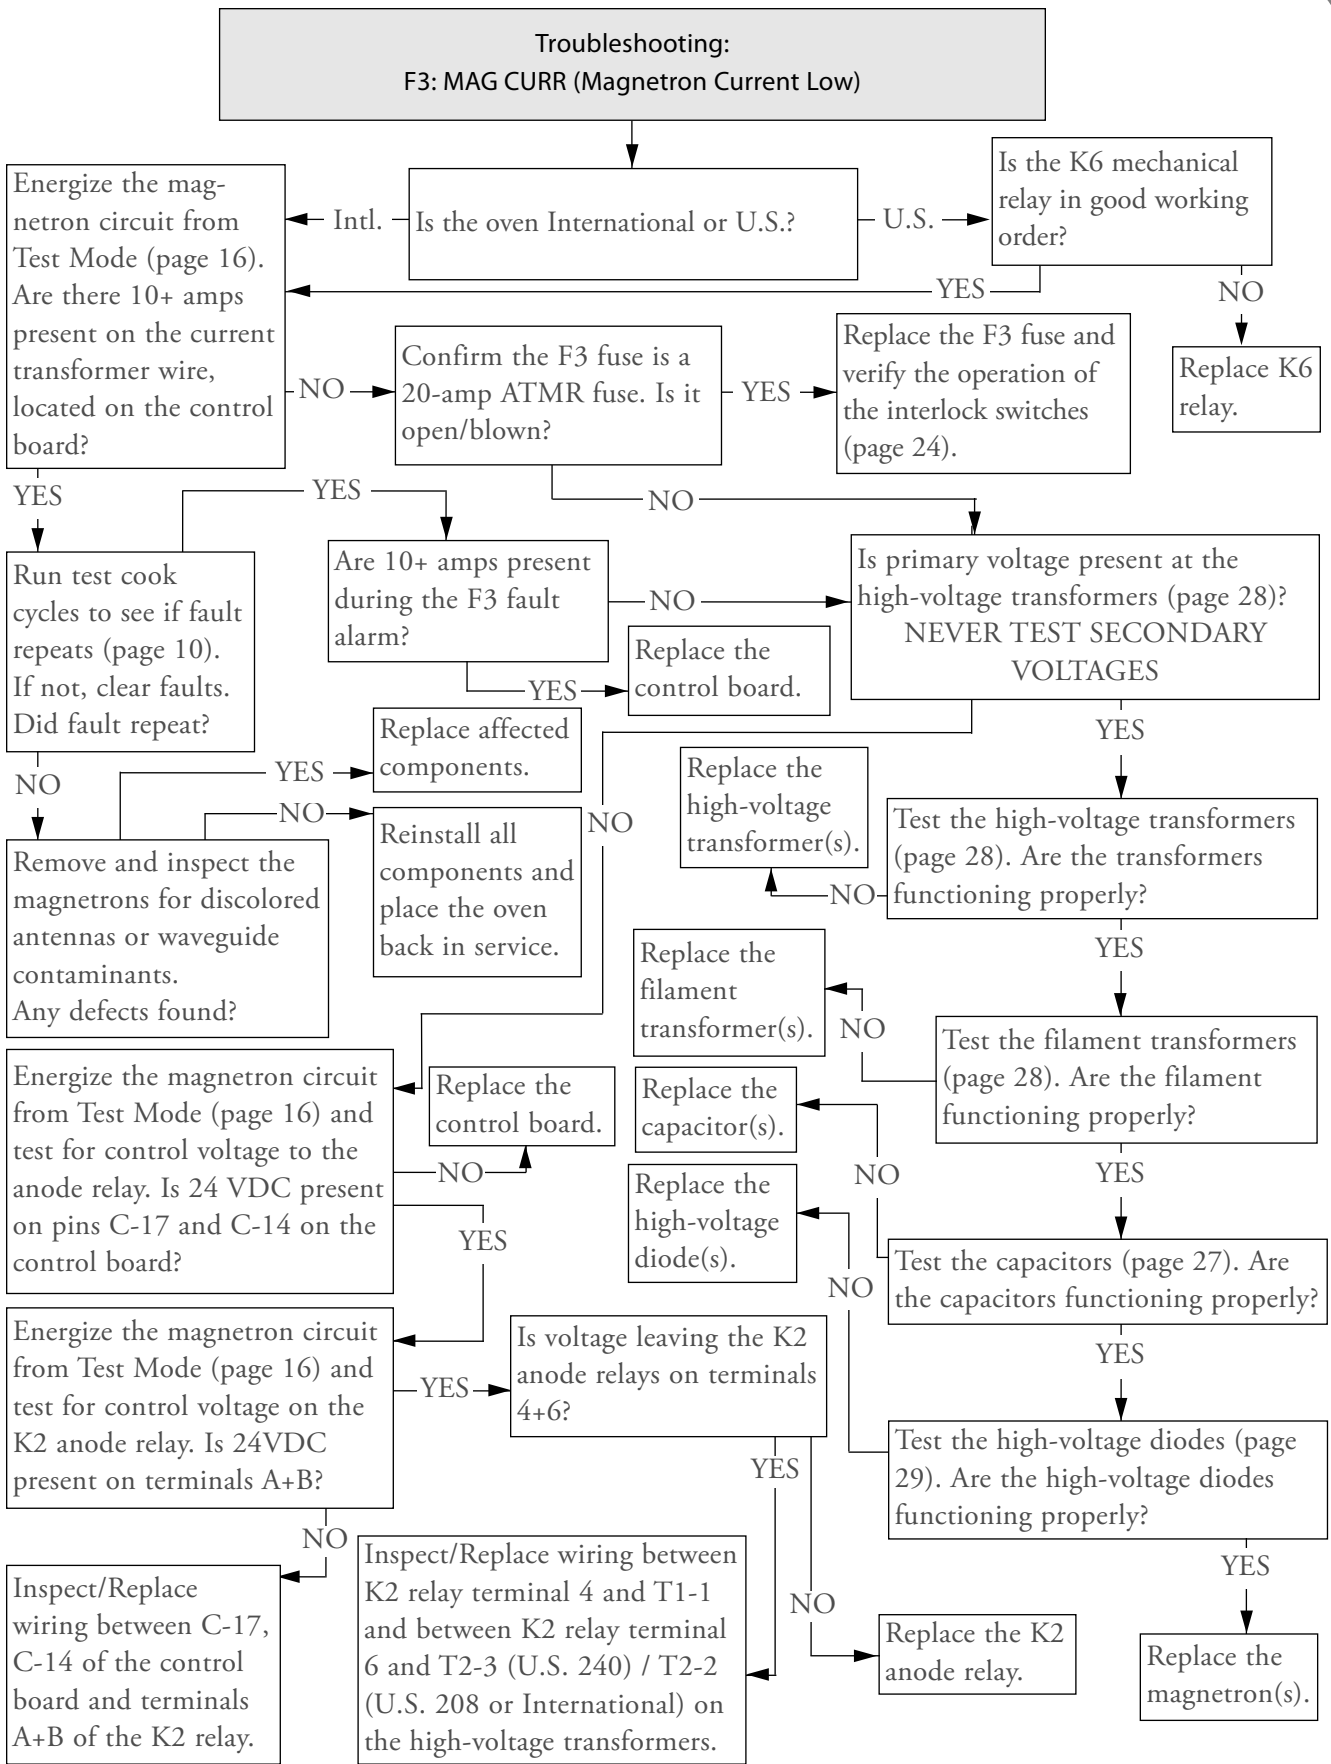 Troubleshooting:
F3: MAG CURR (Magnetron Current Low)
Energize the mag-
netron circuit from
Test Mode (page 16).
Are there 10+ amps
present on the current
transformer wire,
located on the control
board?
Intl.
Is the oven International or U.S.?
U.S.
Is the K6 mechanical
relay in good working
order?
YES
NO
Replace K6
relay.
NO
Confirm the F3 fuse is a
20-amp ATMR fuse. Is it
open/blown?
YES
Replace the F3 fuse and
verify the operation of
the interlock switches
(page 24).
YES
YES
NO
Run test cook
cycles to see if fault
repeats (page 10).
If not, clear faults.
Did fault repeat?
Are 10+ amps present
during the F3 fault
alarm?
NO
Is primary voltage present at the
high-voltage transformers (page 28)?
NEVER TEST SECONDARY
VOLTAGES
YES
Replace the
control board.
NO
YES
Replace affected
components.
NO
Reinstall all
components and
place the oven
back in service.
NO
YES
Replace the
high-voltage
transformer(s).
NO
Test the high-voltage transformers
(page 28). Are the transformers
functioning properly?
Remove and inspect the
magnetrons for discolored
antennas or waveguide
contaminants.
Any defects found?
YES
Replace the
filament
transformer(s).
NO
Test the filament transformers
(page 28). Are the filament
functioning properly?
Energize the magnetron circuit
from Test Mode (page 16) and
test for control voltage to the
anode relay. Is 24 VDC present
on pins C-17 and C-14 on the
control board?
Replace the
control board.
NO
YES
Replace the
capacitor(s).
NO
YES
Replace the
high-voltage
diode(s).
NO
Test the capacitors (page 27). Are
the capacitors functioning properly?
Energize the magnetron circuit
from Test Mode (page 16) and
test for control voltage on the
K2 anode relay. Is 24VDC
present on terminals A+B?
YES
Is voltage leaving the K2
anode relays on terminals
4+6?
YES
Test the high-voltage diodes (page
29). Are the high-voltage diodes
functioning properly?
NO
YES
NO
YES
Inspect/Replace
wiring between C-17,
C-14 of the control
board and terminals
A+B of the K2 relay.
Inspect/Replace wiring between
K2 relay terminal 4 and T1-1
and between K2 relay terminal
6 and T2-3 (U.S. 240) / T2-2
(U.S. 208 or International) on
the high-voltage transformers.
Replace the K2
anode relay.
Replace the
magnetron(s).